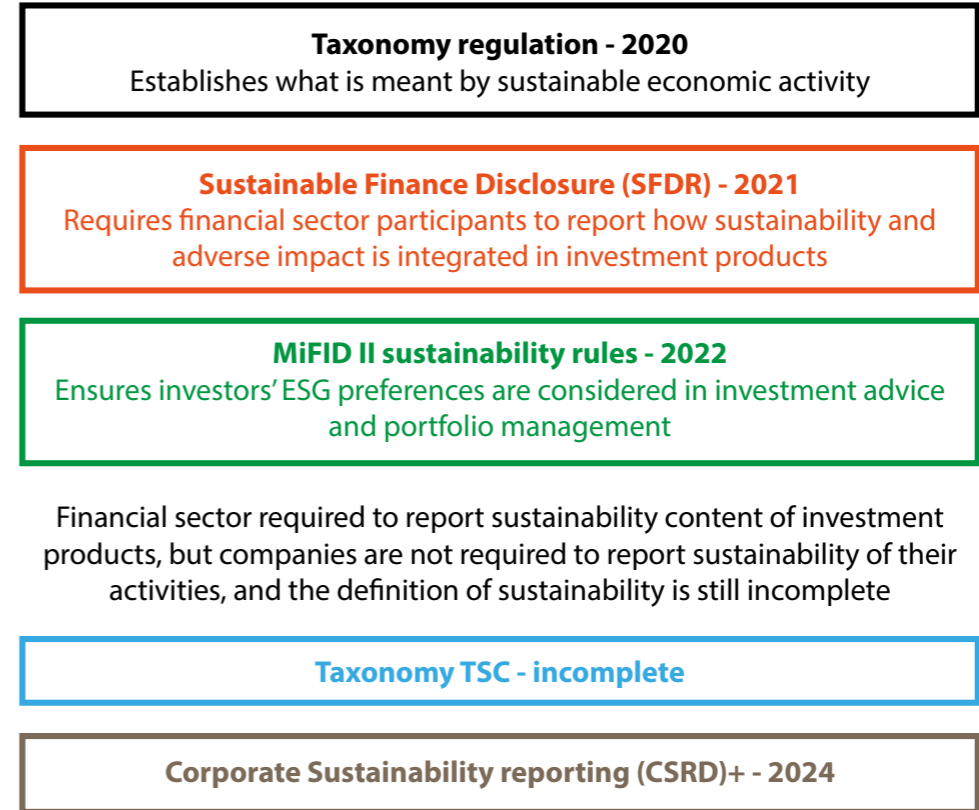 Taxonomy regulation - 2020
Establishes what is meant by sustainable economic activity
Sustainable Finance Disclosure (SFDR) - 2021
Requires financial sector participants to report how sustainability and
adverse impact is integrated in investment products
MiFID II sustainability rules - 2022
Ensures investors’ ESG preferences are considered in investment advice
and portfolio management
Financial sector required to report sustainability content of investment
products, but companies are not required to report sustainability of their
activities, and the definition of sustainability is still incomplete
Taxonomy TSC - incomplete
Corporate Sustainability reporting (CSRD)+ - 2024